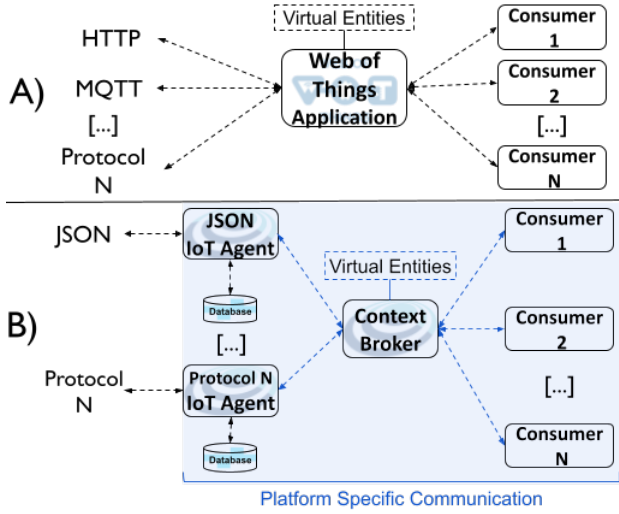 Virtual Entities
HTTP
MQTT
[...]
Protocol
N
A)
Web of
Things
Application
Consumer
1
Consumer
2
[...]
Consumer
N
JSON
JSON
IoT Agent
Database
[...]
Protocol N
IoT Agent
Database
B)
Protocol
N
Virtual Entities
Context
Broker
Consumer
1
Consumer
2
[...]
Consumer
N
Platform Specific Communication